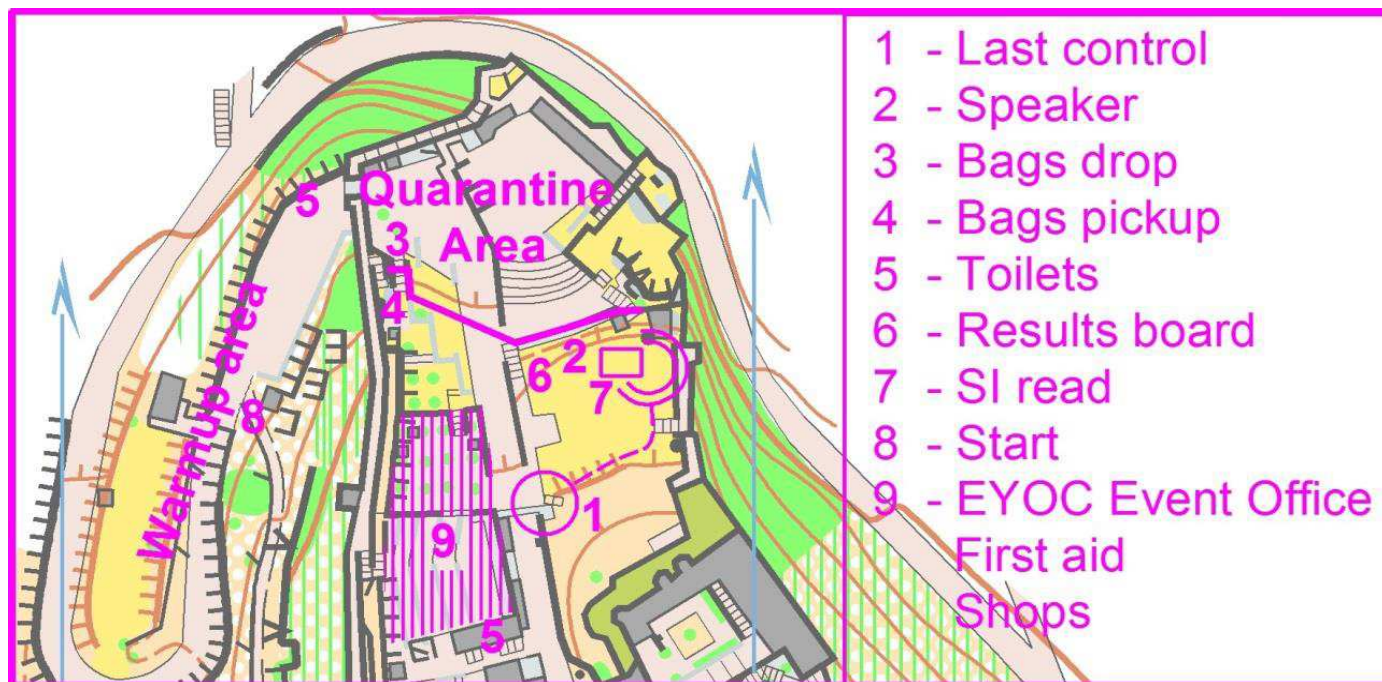 5
Quarantine
Area
3
4
Warmup area
8
2
6
7
1
9
5
1 - Last control
2 - Speaker
3 - Bags drop
4 - Bags pickup
5 - Toilets
6 - Results board
7 - SI read
8 - Start
9 - EYOC Event Office
First aid
Shops